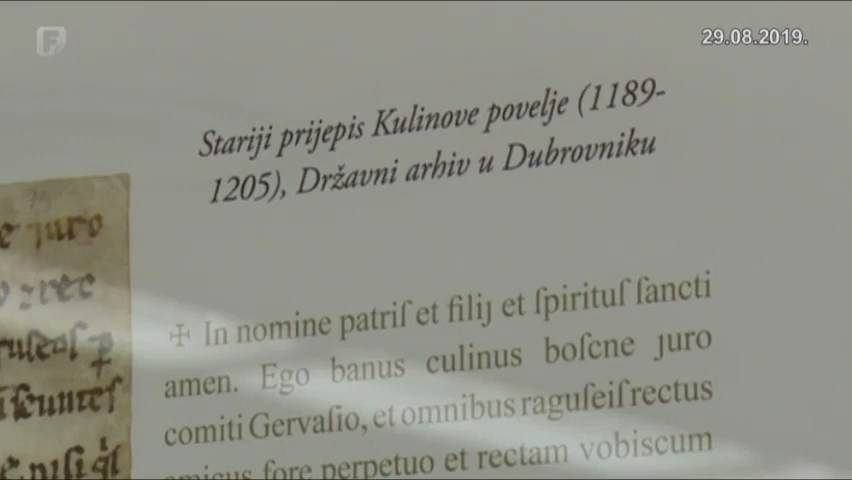 29.08.2019.
Stariji prijepis Kulinove povelje (1189-
1205), Državni arhiv u Dubrovniku
✠ In nomine patriſ et filij et ſpirituſ ſancti
amen. Ego banus culinus boſcne juro
comiti Gervaſio, et omnibus raguſeiſ rectus
amicus fore perpetuo et rectam vobiscum
juro